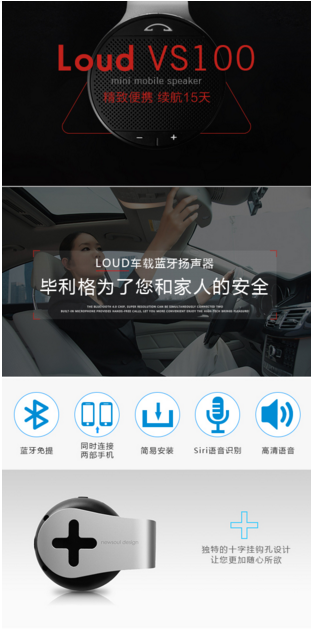 Loud VS100
mini mobile speaker
精致便携 续航15天
LOUD车载蓝牙扬声器
毕利格为了您和家人的安全
蓝牙免提
同时连接
两部手机
简易安装
Siri语音识别
高清语音
独特的十字挂钩孔设计
让您更加随心所欲